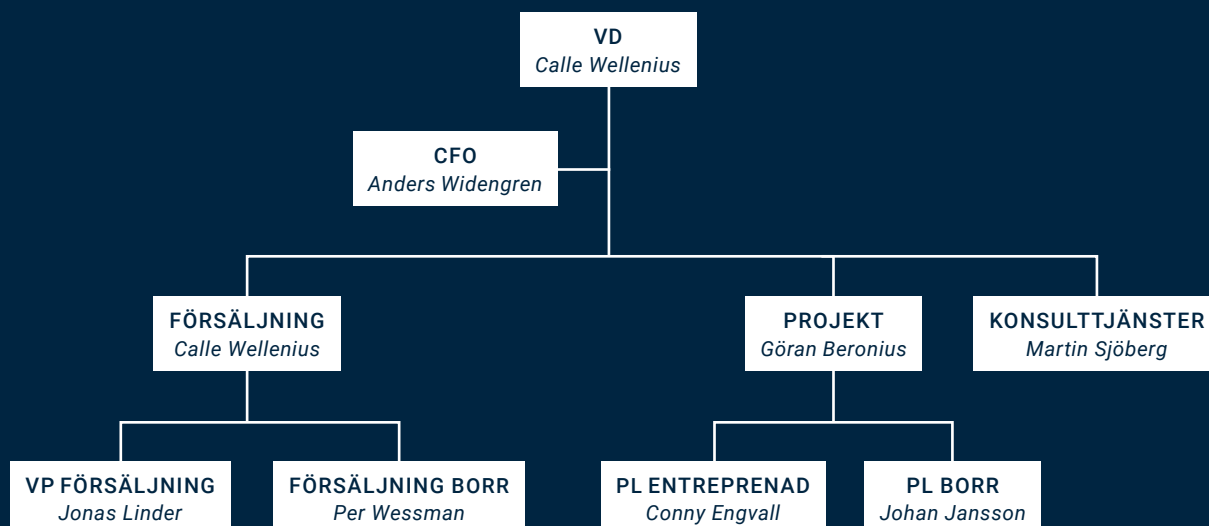 VD
Calle Wellenius
CFO
Anders Widengren
FÖRSÄLJNING
Calle Wellenius
PROJEKT
Göran Beronius
KONSULTTJÄNSTER
Martin Sjöberg
VP FÖRSÄLJNING
Jonas Linder
FÖRSÄLJNING BORR
Per Wessman
PL ENTREPRENAD
Conny Engvall
PL BORR
Johan Jansson